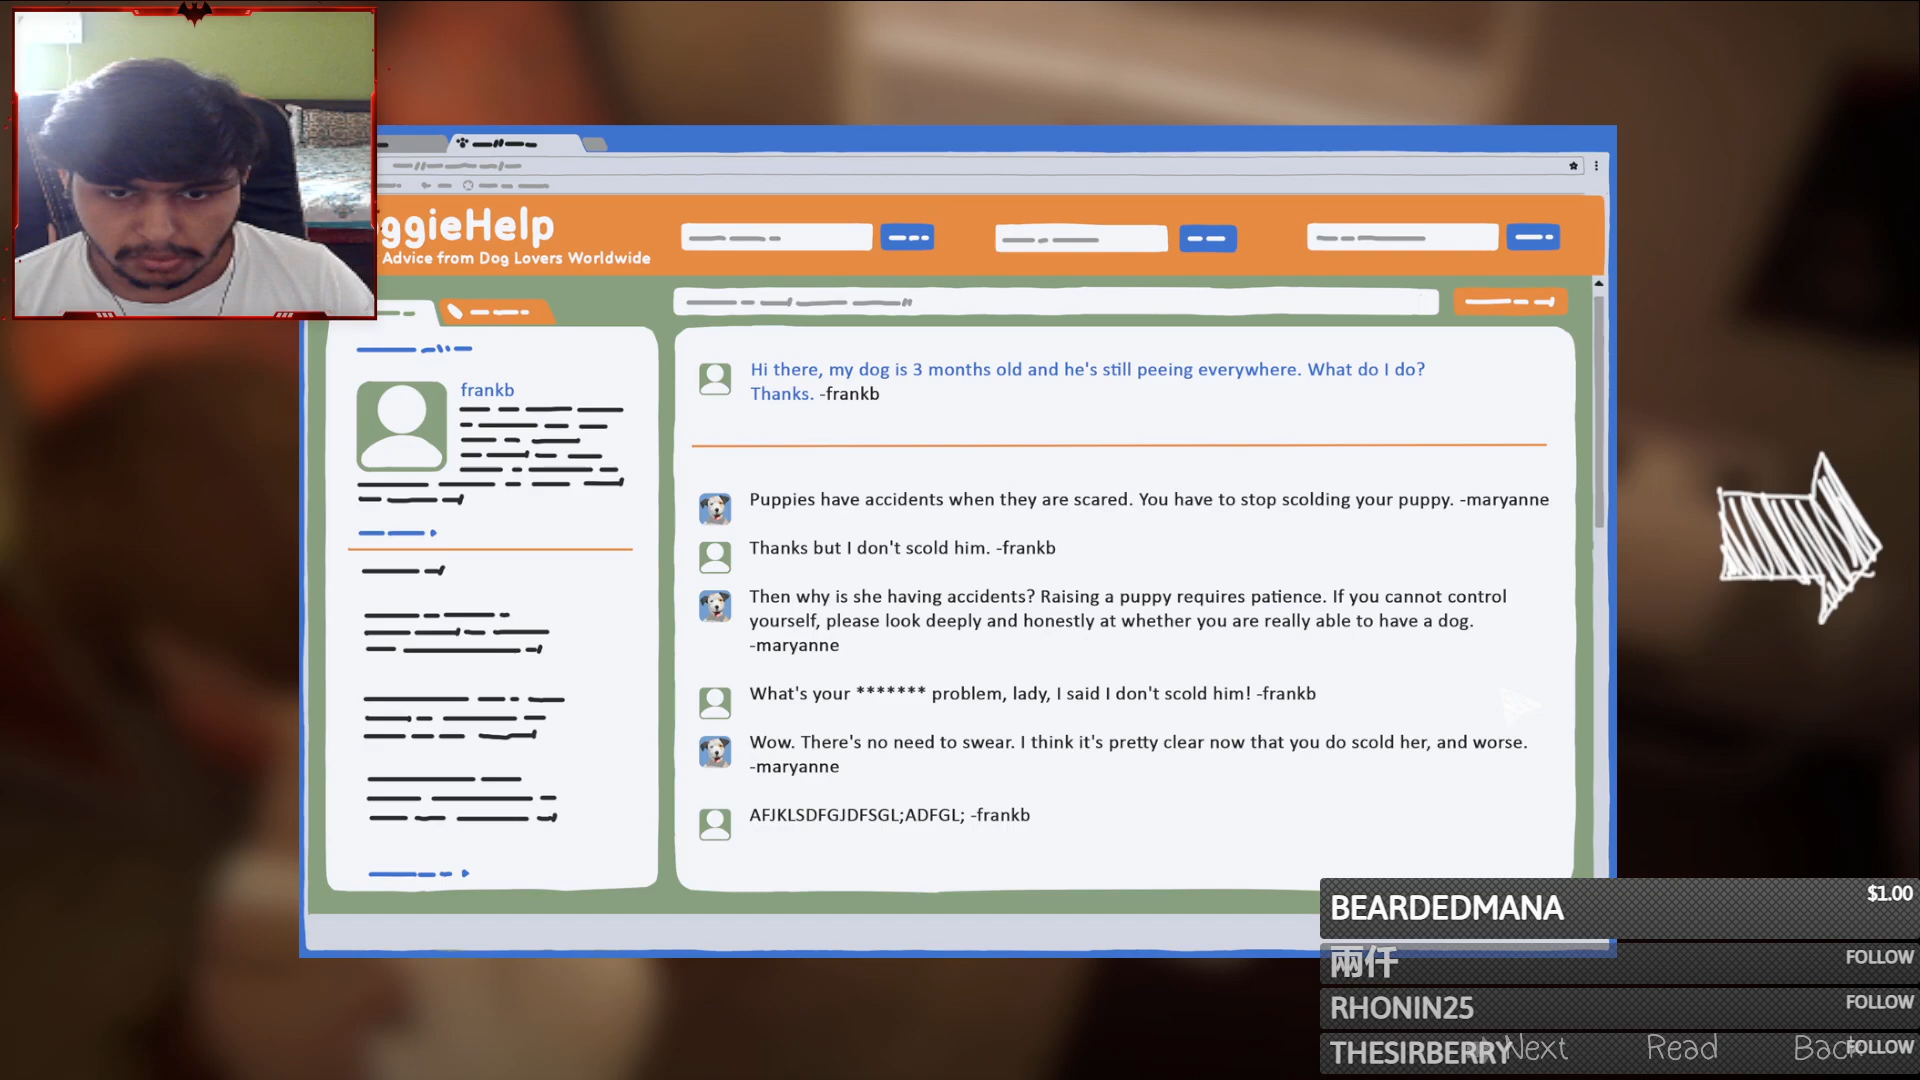 ggieHelp
Advice from Dog Lovers Worldwide
frankb
Hi there, my dog is 3 months old and he's still peeing everywhere. What do I do?
Thanks. -frankb
Puppies have accidents when they are scared. You have to stop scolding your puppy. -maryanne
Thanks but I don't scold him. -frankb
Then why is she having accidents? Raising a puppy requires patience. If you cannot control
yourself, please look deeply and honestly at whether you are really able to have a dog.
-maryanne
What's your ******* problem, lady, I said I don't scold him! -frankb
Wow. There's no need to swear. I think it's pretty clear now that you do scold her, and worse.
-maryanne
AFJKLSDFGJDFSGL;ADFGL; -frankb
BEARDEDMANA $1.00
兩仟 FOLLOW
RHONIN25 FOLLOW
THESIRBERRY FOLLOW
Next Read Back